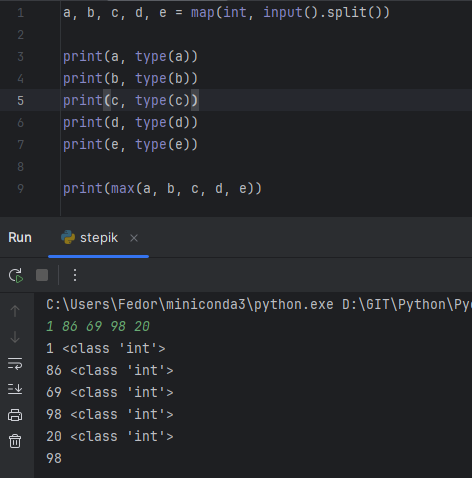 1 a, b, c, d, e = map(int, input().split())
2
3 print(a, type(a))
4 print(b, type(b))
5 print(c, type(c))
6 print(d, type(d))
7 print(e, type(e))
8
9 print(max(a, b, c, d, e))
Run stepik ×
C:\Users\Fedor\miniconda3\python.exe D:\GIT\Python\Pyc
1 86 69 98 20
1 <class 'int'>
86 <class 'int'>
69 <class 'int'>
98 <class 'int'>
20 <class 'int'>
98